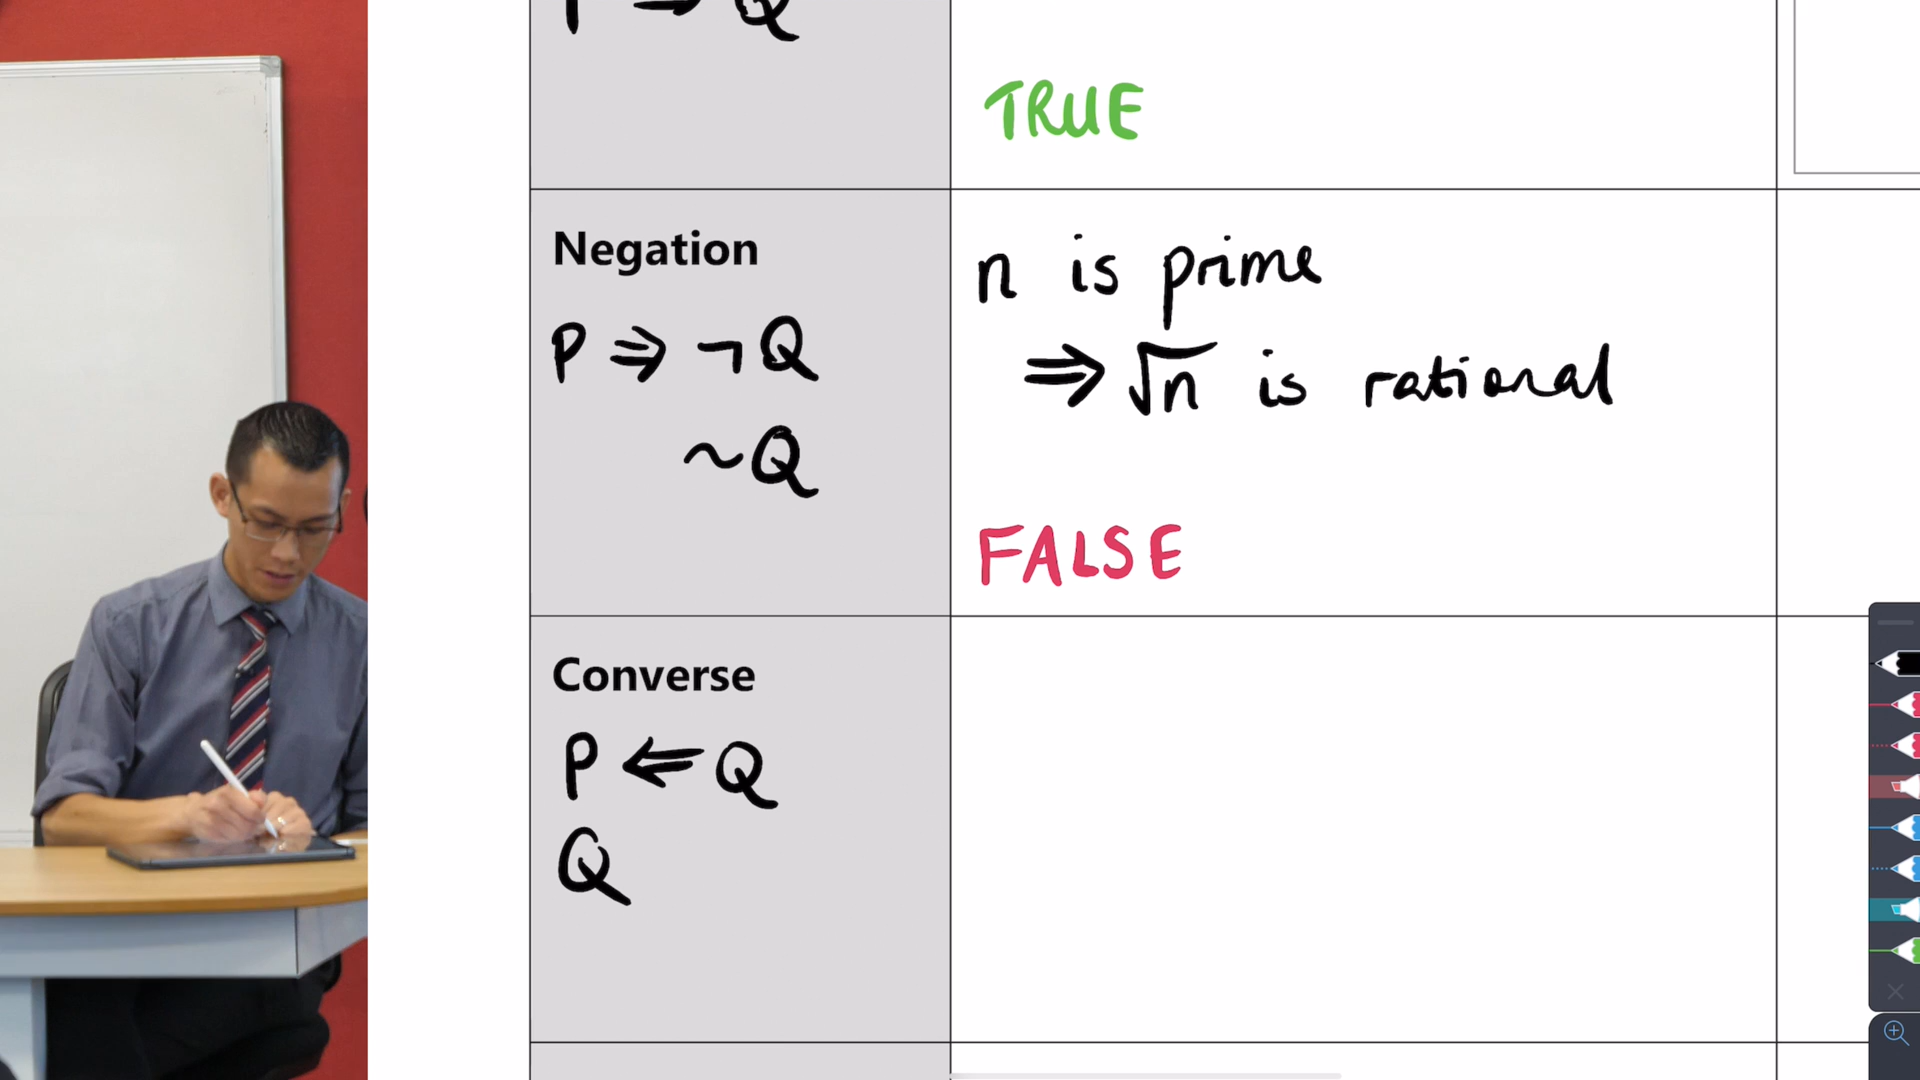 P ⇒ Q
TRUE
Negation
P ⇒ ¬Q
~Q
n is prime
⇒ √n is rational
FALSE
Converse
P ⇐ Q
Q